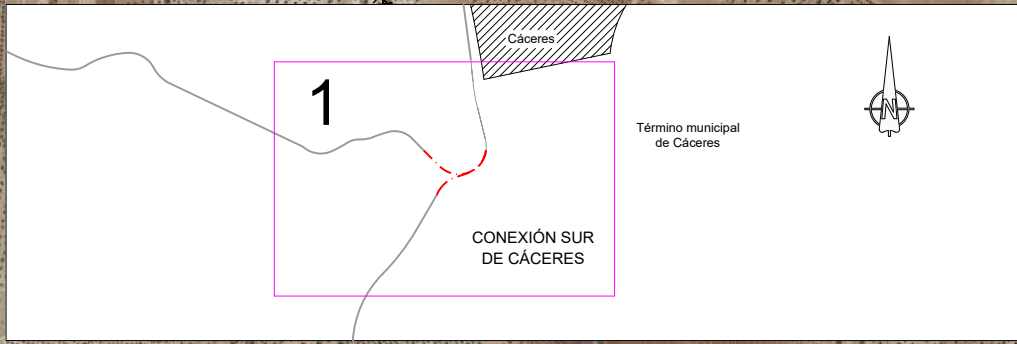 Cáceres
1
N
Término municipal
de Cáceres
CONEXIÓN SUR
DE CÁCERES